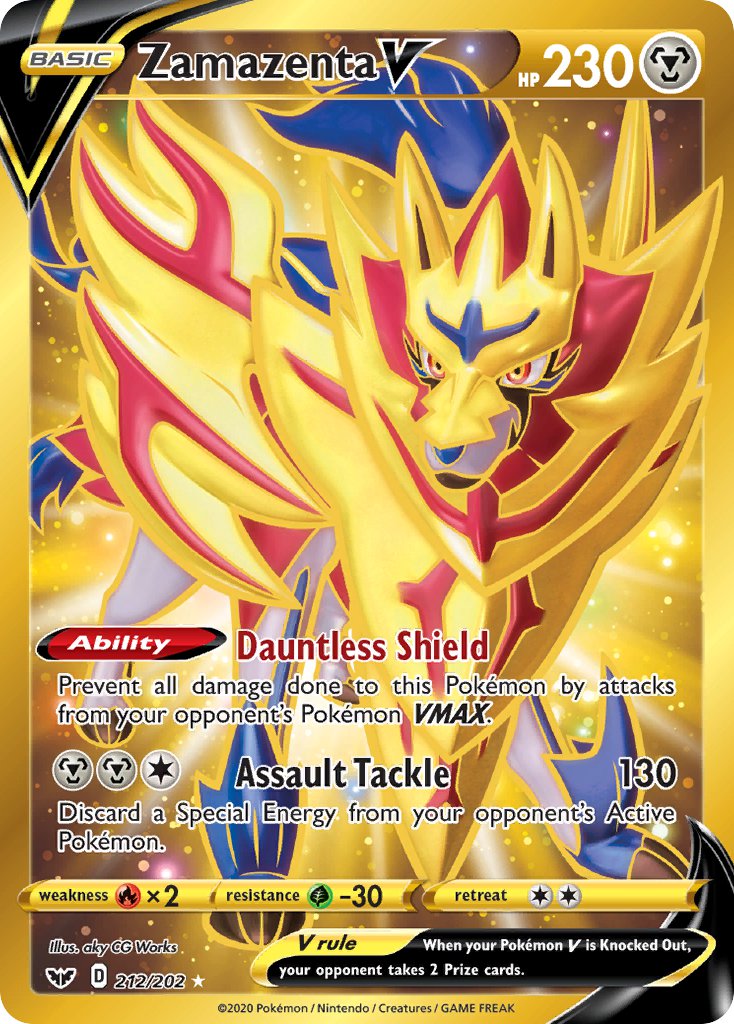 BASIC Zamazenta V HP 230
Ability Dauntless Shield
Prevent all damage done to this Pokémon by attacks
from your opponent's Pokémon VMAX.
Assault Tackle 130
Discard a Special Energy from your opponent's Active
Pokémon.
weakness ×2 resistance -30 retreat
Illus. aky CG Works
V rule When your Pokémon V is Knocked Out,
your opponent takes 2 Prize cards.
D 212/202
©2020 Pokémon / Nintendo / Creatures / GAME FREAK